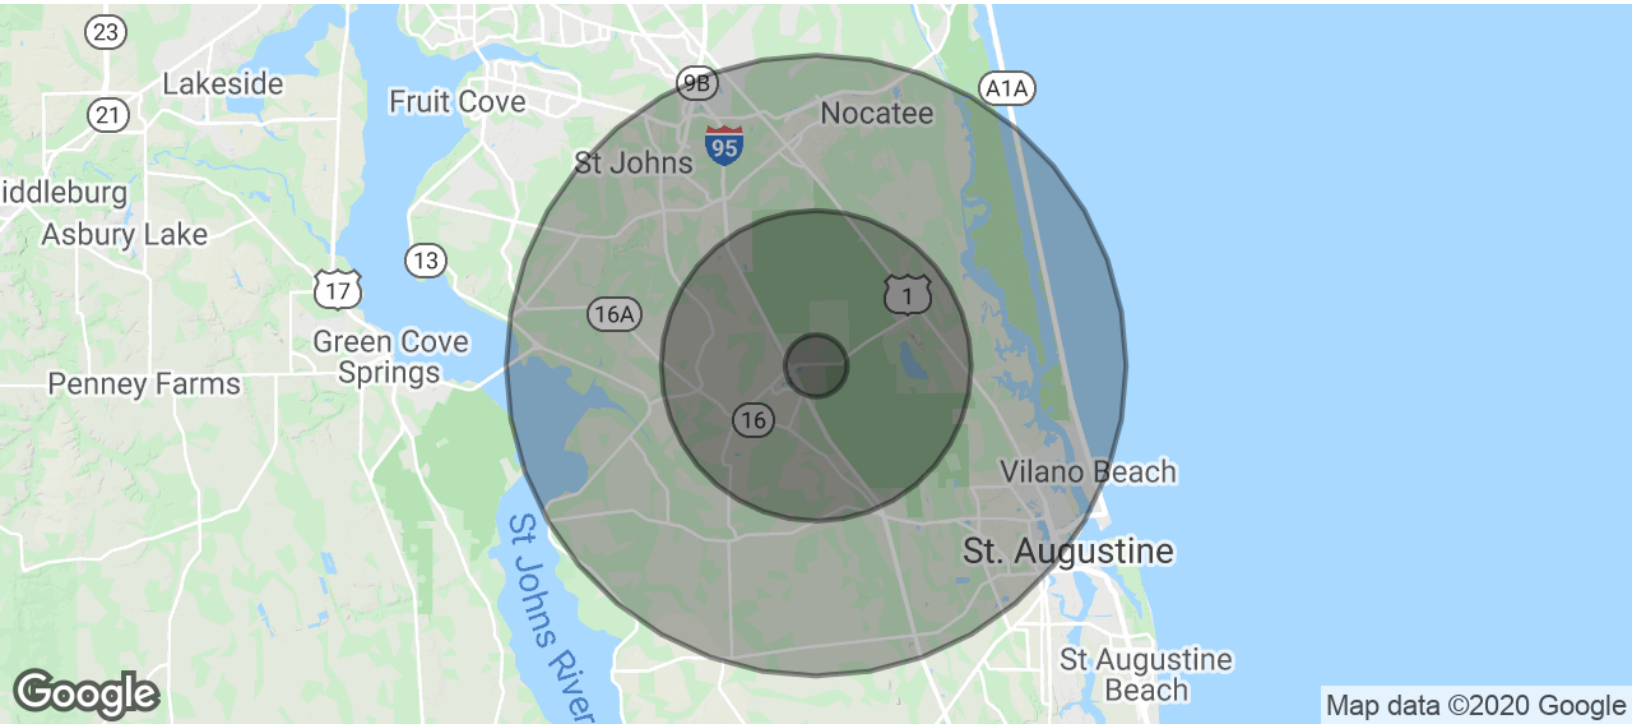 23
Lakeside
9B
A1A
21
Fruit Cove
Nocatee
95
St Johns
iddleburg
Asbury Lake
13
17
1
16A
Green Cove
Springs
Penney Farms
16
Vilano Beach
St. Augustine
St Johns River
St Augustine
Beach
Google
Map data ©2020 Google